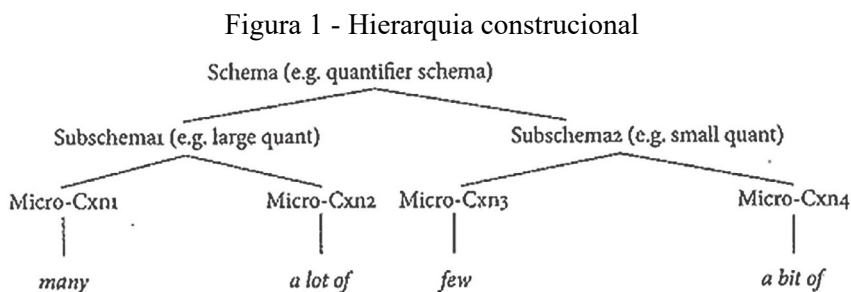 Figura 1 - Hierarquia construcional
Schema (e.g. quantifier schema)
Subschema1 (e.g. large quant) Subschema2 (e.g. small quant)
Micro-Cxn1 Micro-Cxn2 Micro-Cxn3 Micro-Cxn4
many a lot of few a bit of